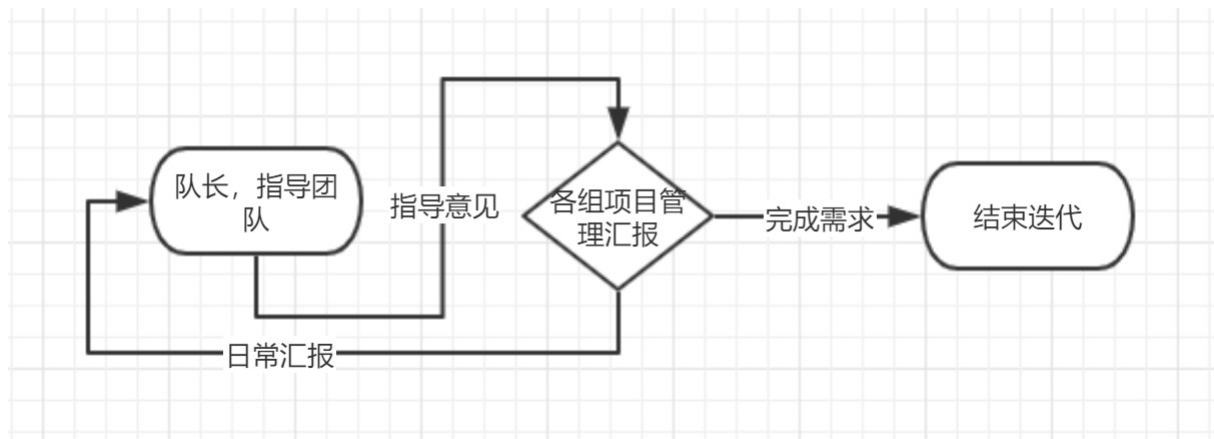 队长，指导团
队
指导意见
各组项目管
理汇报
完成需求
结束迭代
日常汇报